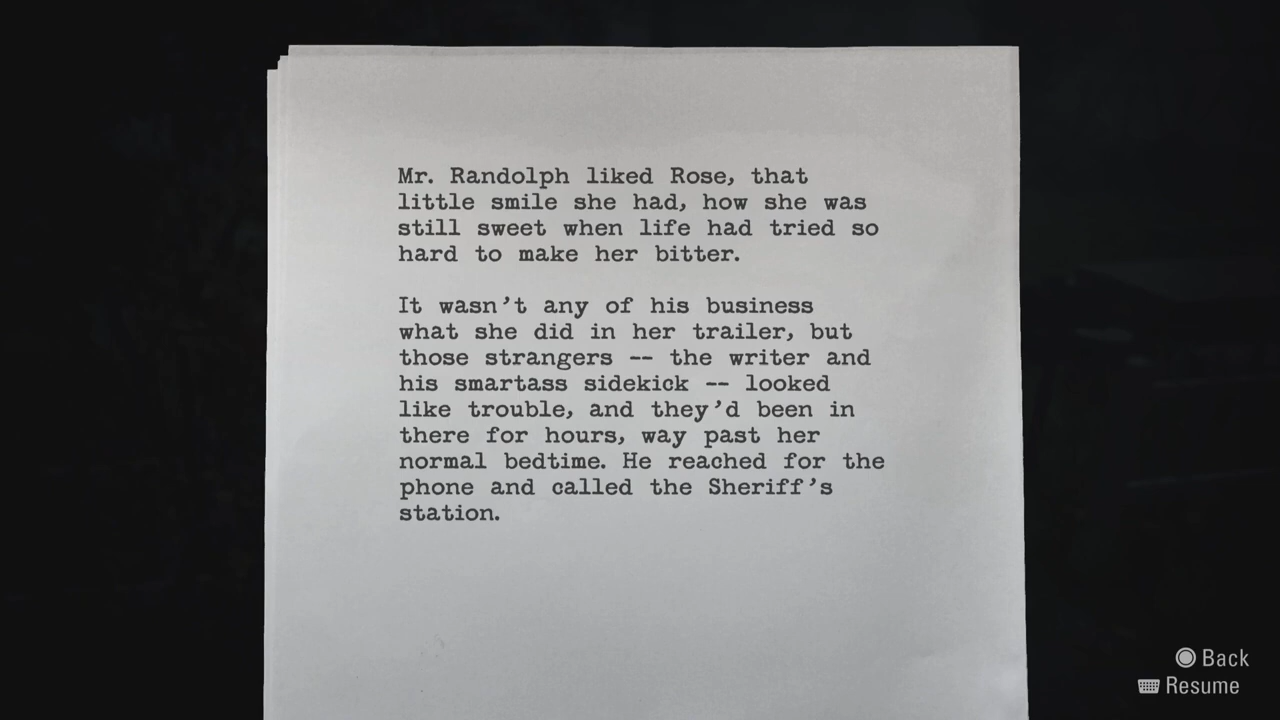 Mr. Randolph liked Rose, that
little smile she had, how she was
still sweet when life had tried so
hard to make her bitter.
It wasn't any of his business
what she did in her trailer, but
those strangers -- the writer and
his smartass sidekick -- looked
like trouble, and they'd been in
there for hours, way past her
normal bedtime. He reached for the
phone and called the Sheriff's
station.
Back
Resume